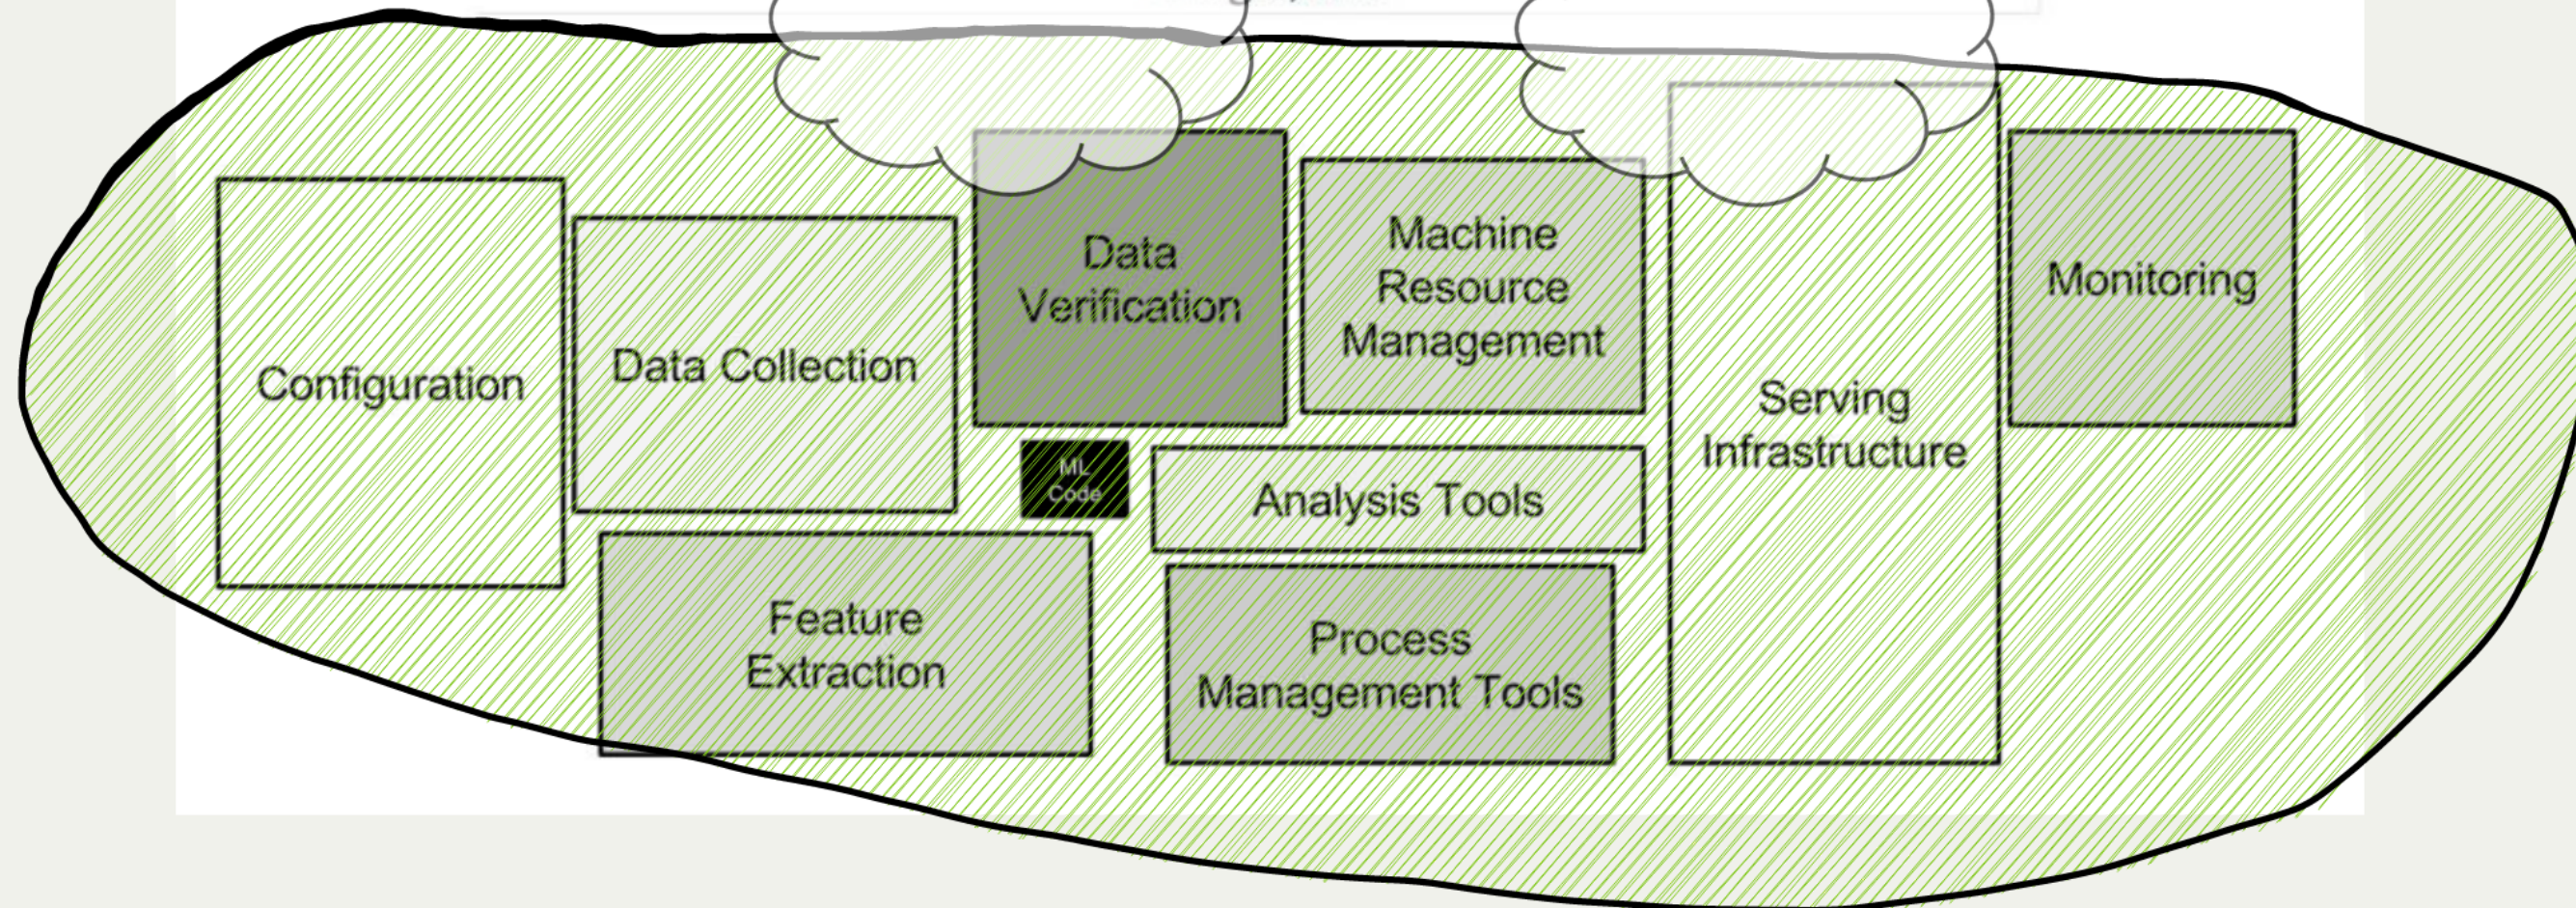 Configuration
Data Collection
Data
Verification
Machine
Resource
Management
Serving
Infrastructure
Monitoring
ML
Code
Analysis Tools
Feature
Extraction
Process
Management Tools